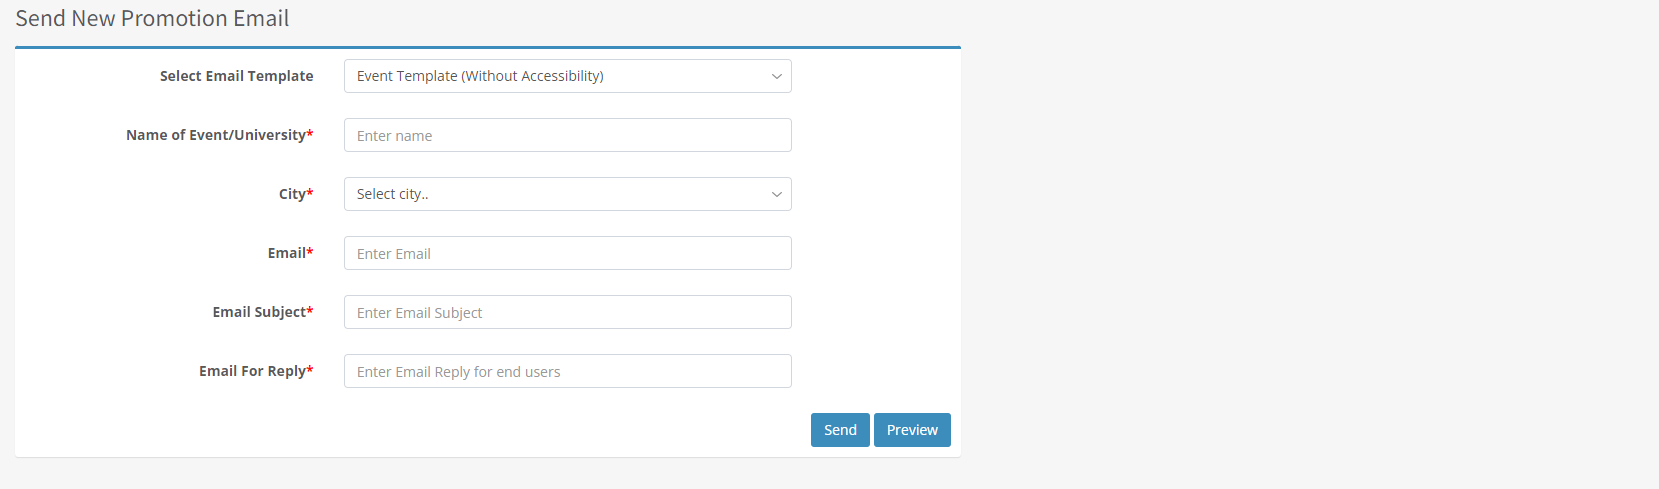 Send New Promotion Email
Select Email Template Event Template (Without Accessibility)
Name of Event/University* Enter name
City* Select city..
Email* Enter Email
Email Subject* Enter Email Subject
Email For Reply* Enter Email Reply for end users
Send Preview